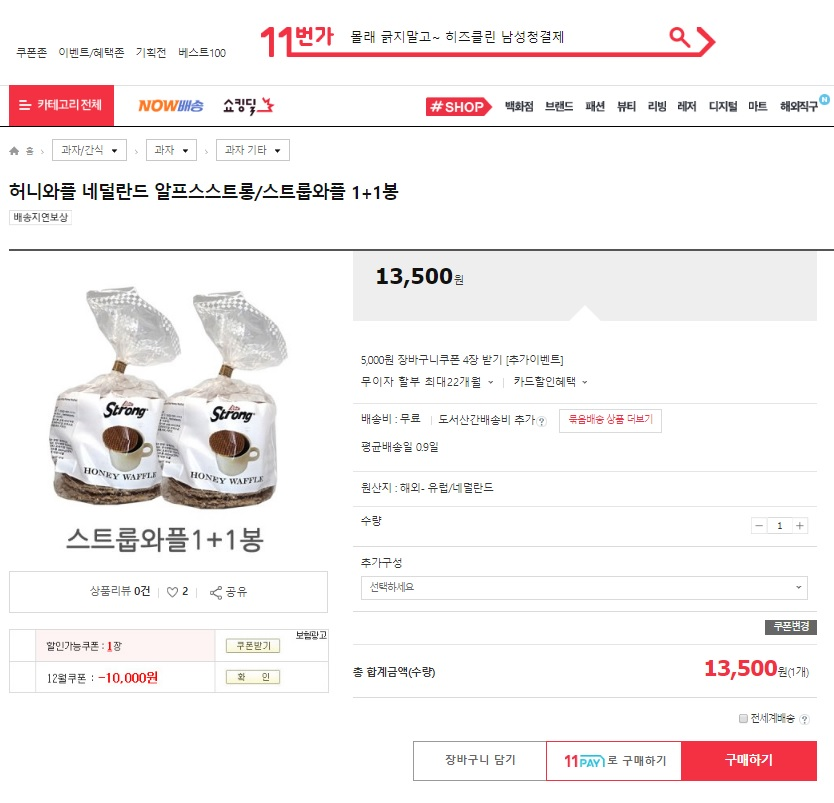 쿠폰존 이벤트/혜택존 기획전 베스트100
11번가 몰래 긁지말고~ 히즈클린 남성청결제
카테고리 전체 NOW배송 쇼킹딜 #SHOP 백화점 브랜드 패션 뷰티 리빙 레저 디지털 마트 해외직구 N
홈 > 과자/간식 > 과자 > 과자 기타
허니와플 네덜란드 알프스스트롱/스트룹와플 1+1봉
배송지연보상
13,500원
Strong
HONEY WAFFLE
Strong
HONEY WAFFLE
스트룹와플1+1봉
상품리뷰 0건 2 공유
할인가능쿠폰 : 1장 쿠폰받기 보험광고
12월쿠폰 : -10,000원 확 인
5,000원 장바구니쿠폰 4장 받기 [추가이벤트]
무이자 할부 최대22개월 카드할인혜택
배송비 : 무료 도서산간배송비 추가 ? 묶음배송 상품 더보기
평균배송일 0.9일
원산지 : 해외- 유럽/네덜란드
수량 - 1 +
추가구성
선택하세요
쿠폰변경
총 합계금액(수량) 13,500원(1개)
전세계배송 ?
장바구니 담기 11PAY로 구매하기 구매하기